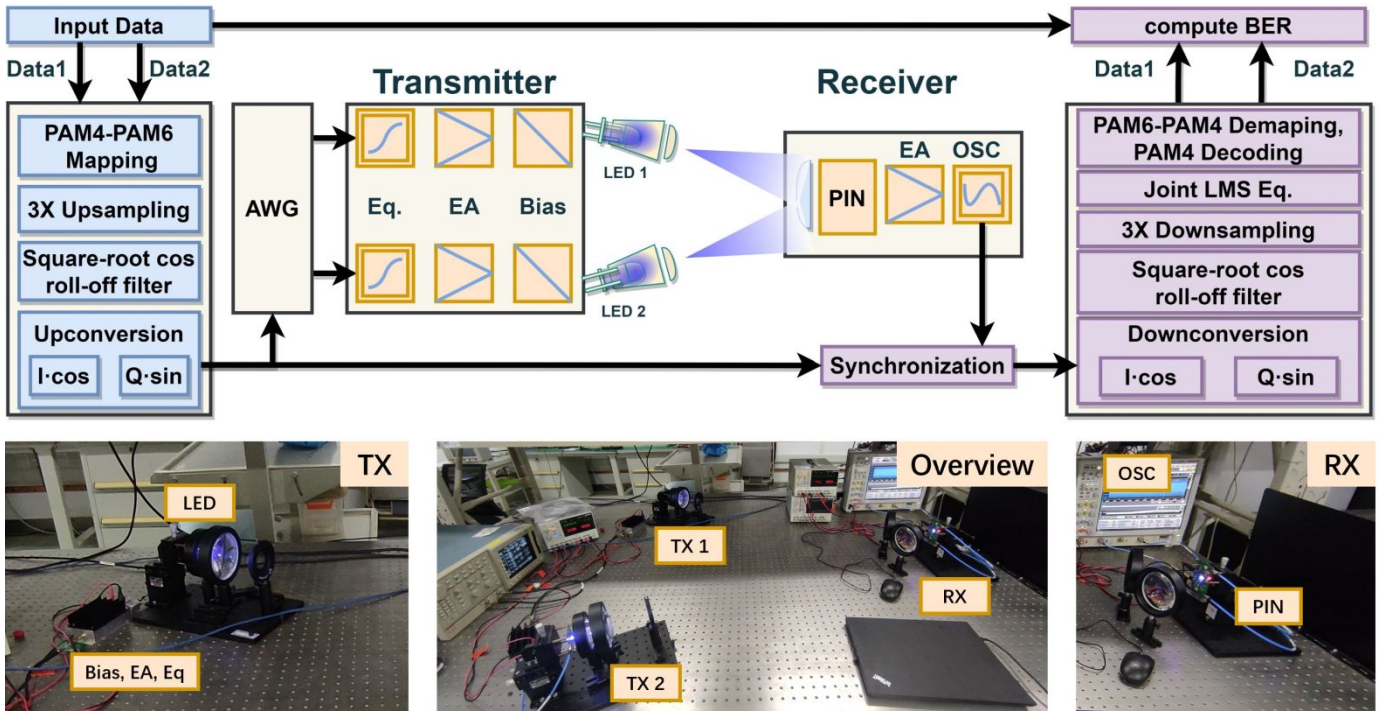 Input Data
Data1
Data2
PAM4-PAM6
Mapping
3X Upsampling
Square-root cos
roll-off filter
Upconversion
I·cos
Q·sin
AWG
Transmitter
Eq.
EA
Bias
LED 1
LED 2
Receiver
PIN
EA
OSC
Synchronization
compute BER
Data1
Data2
PAM6-PAM4 Demaping,
PAM4 Decoding
Joint LMS Eq.
3X Downsampling
Square-root cos
roll-off filter
Downconversion
I·cos
Q·sin
TX
LED
Bias, EA, Eq
Overview
TX 1
TX 2
RX
RX
OSC
PIN